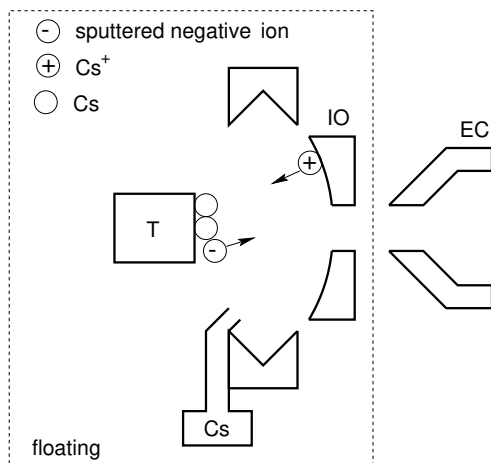 - sputtered negative ion
+ Cs+
Cs
IO
EC
+
T
-
Cs
floating